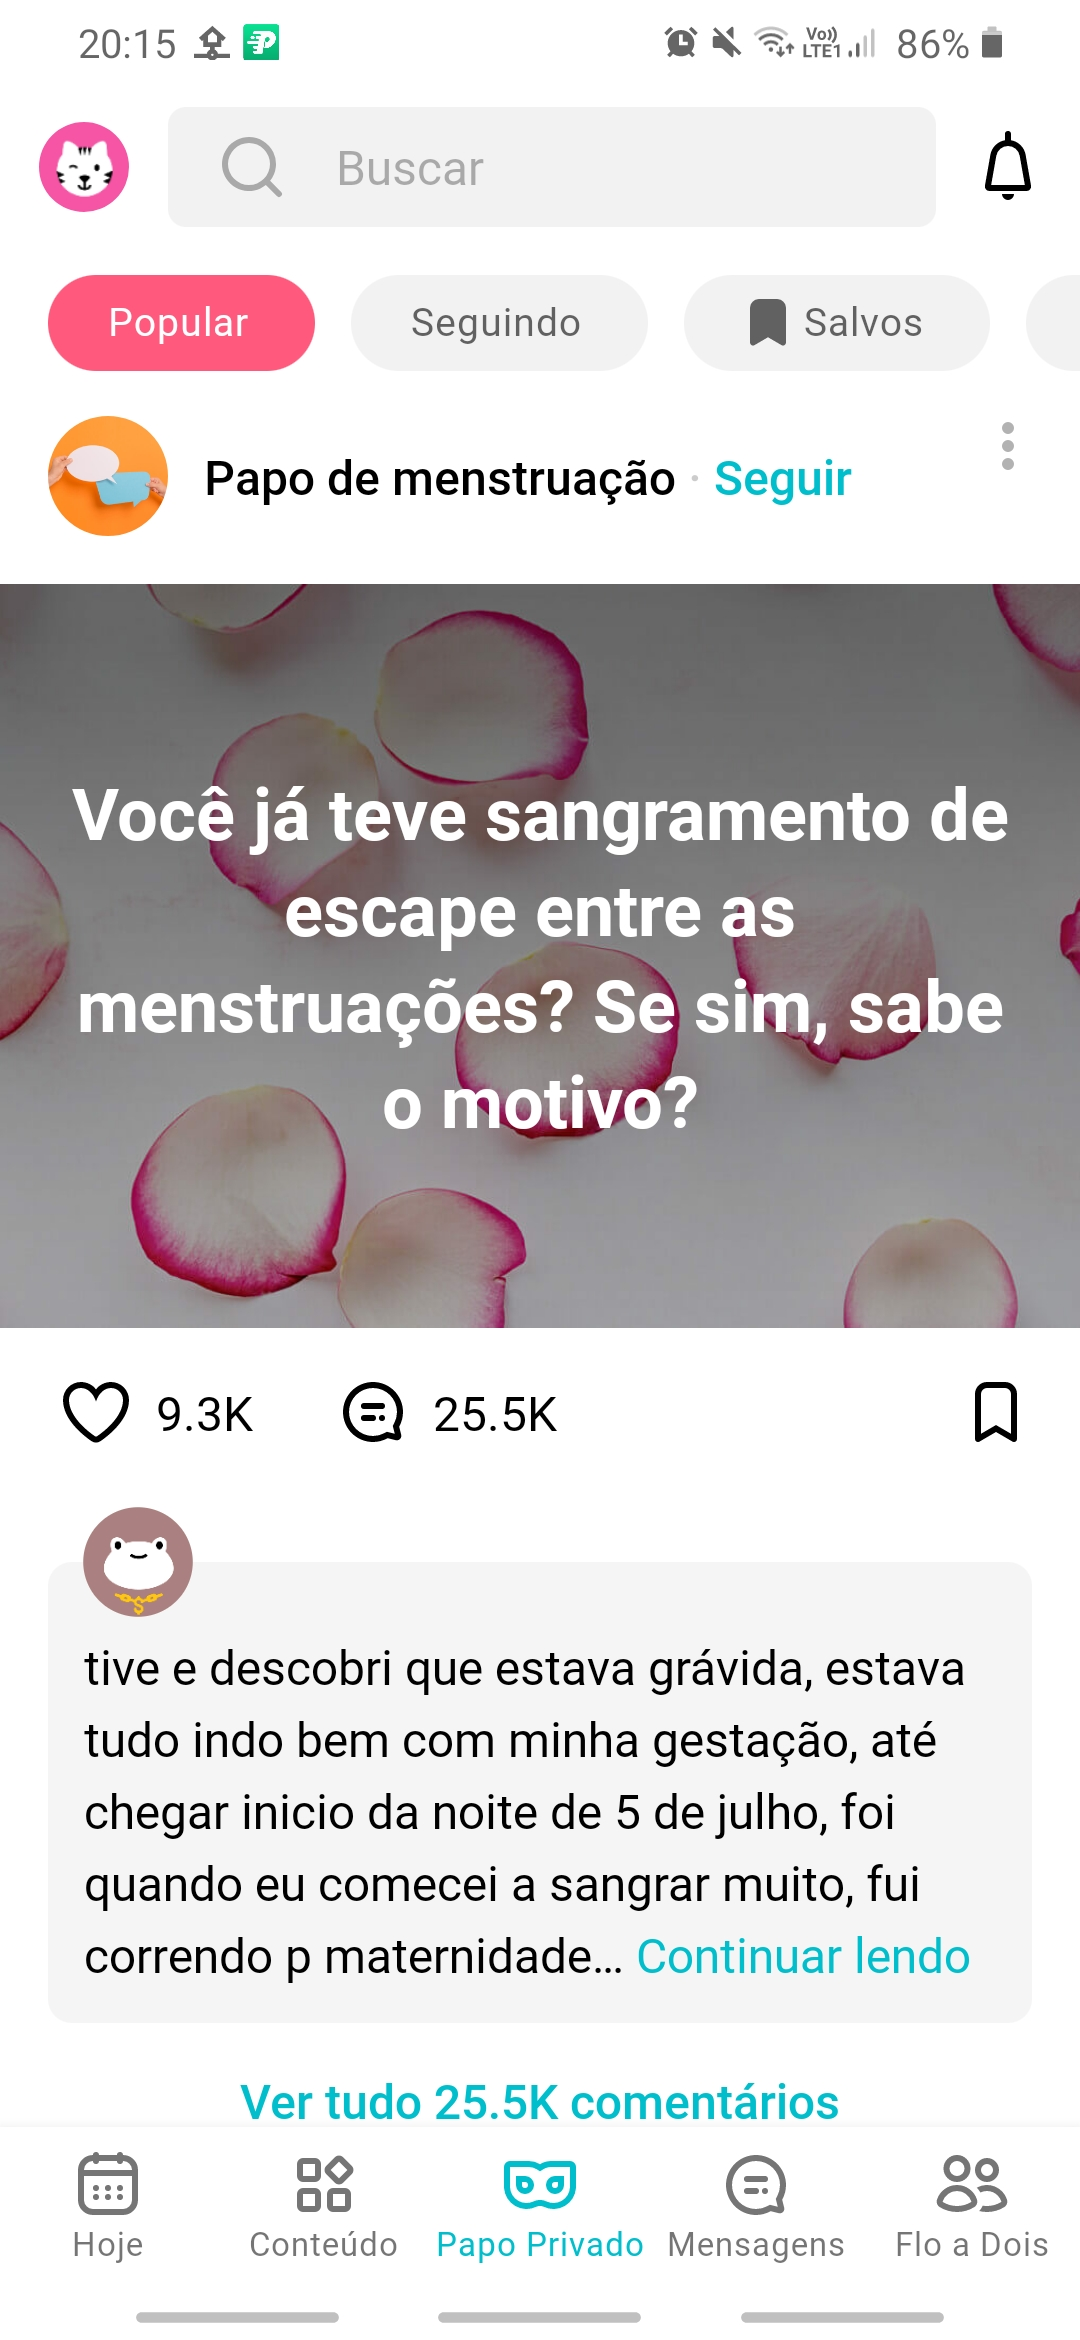 20:15
Vo)) LTE1
86%
Buscar
Popular
Seguindo
Salvos
Papo de menstruação · Seguir
Você já teve sangramento de
escape entre as
menstruações? Se sim, sabe
o motivo?
9.3K
25.5K
tive e descobri que estava grávida, estava
tudo indo bem com minha gestação, até
chegar inicio da noite de 5 de julho, foi
quando eu comecei a sangrar muito, fui
correndo p maternidade... Continuar lendo
Ver tudo 25.5K comentários
Hoje
Conteúdo
Papo Privado
Mensagens
Flo a Dois